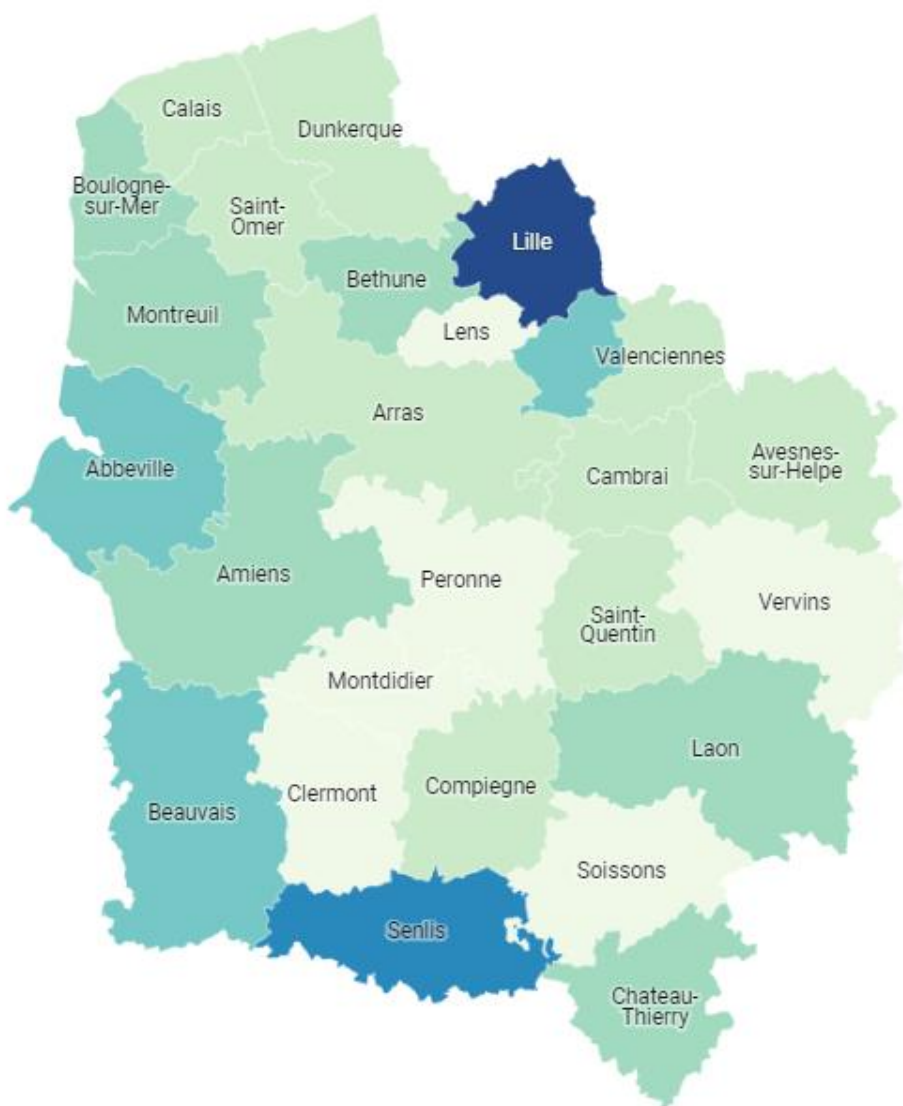 Calais
Dunkerque
Boulogne-
sur-Mer
Saint-
Omer
Lille
Bethune
Montreuil
Lens
Valenciennes
Arras
Abbeville
Avesnes-
sur-Helpe
Cambrai
Amiens
Peronne
Vervins
Saint-
Quentin
Montdidier
Laon
Compiegne
Clermont
Beauvais
Soissons
Senlis
Chateau-
Thierry